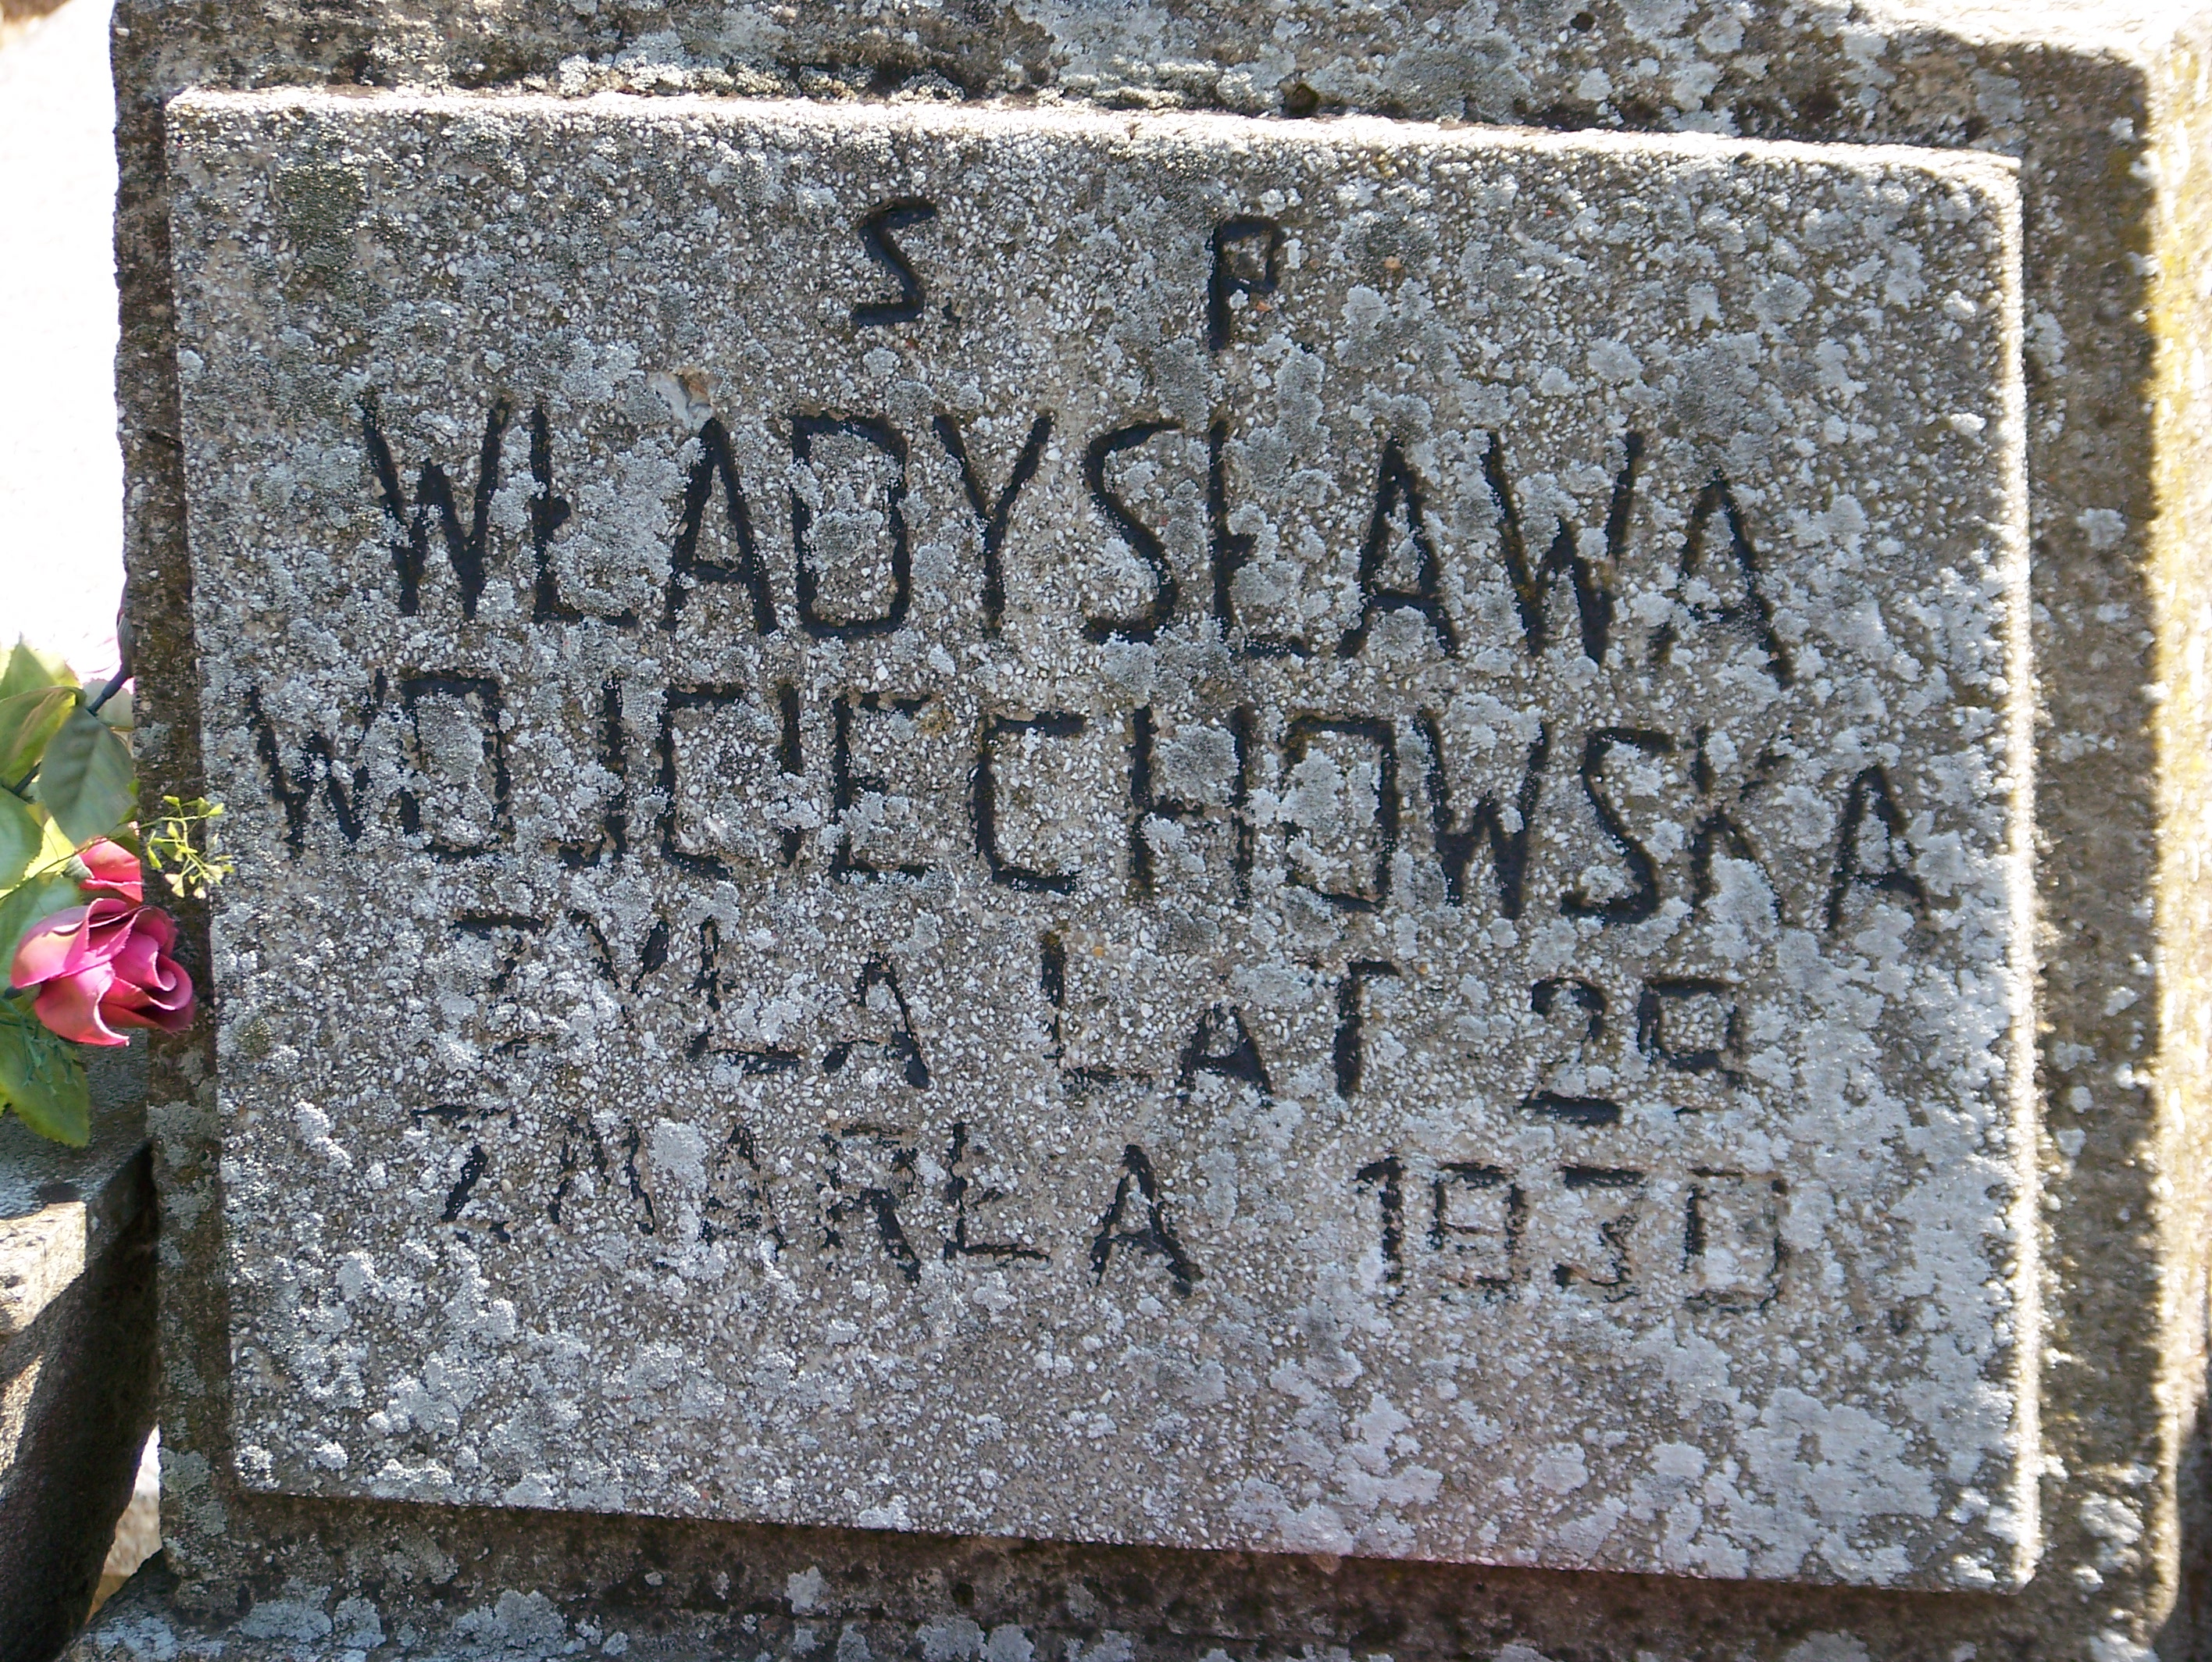 S P
WŁADYSŁAWA
WOJCIECHOWSKA
ŻYŁA LAT 29
ZMARŁA 1930